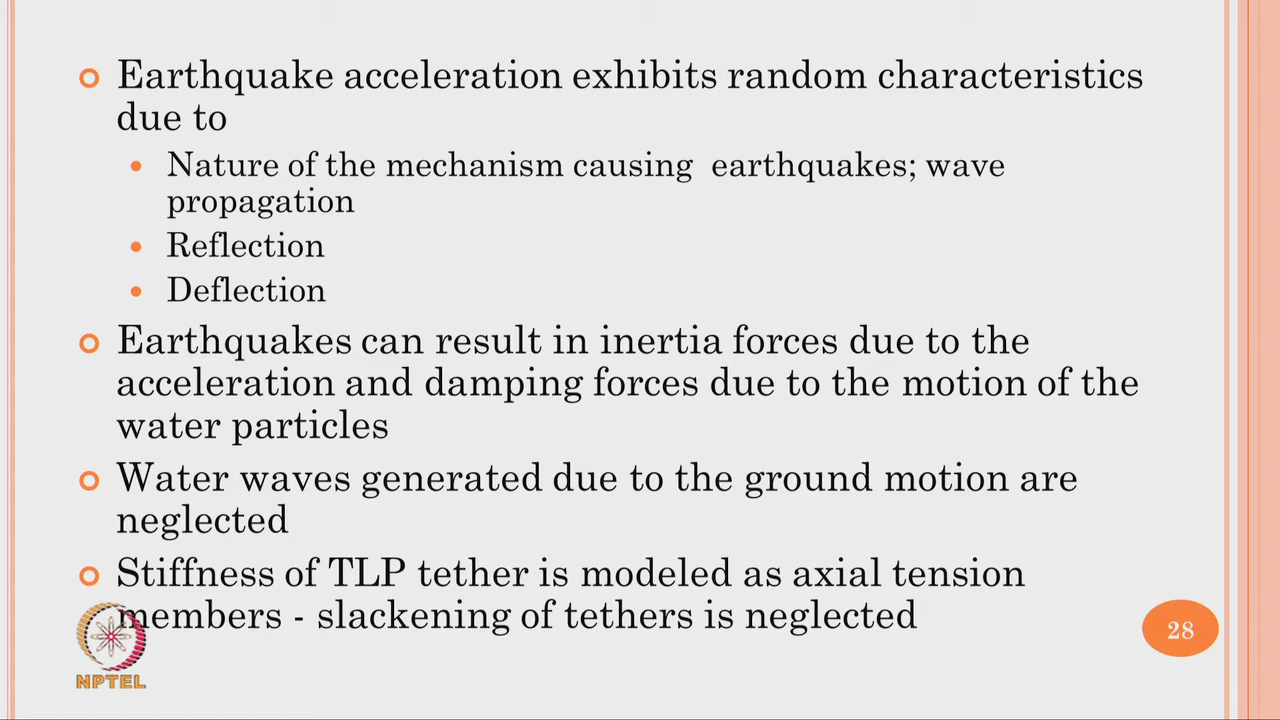 Earthquake acceleration exhibits random characteristics
due to
Nature of the mechanism causing earthquakes; wave
propagation
Reflection
Deflection
Earthquakes can result in inertia forces due to the
acceleration and damping forces due to the motion of the
water particles
Water waves generated due to the ground motion are
neglected
Stiffness of TLP tether is modeled as axial tension
members - slackening of tethers is neglected
28
NPTEL